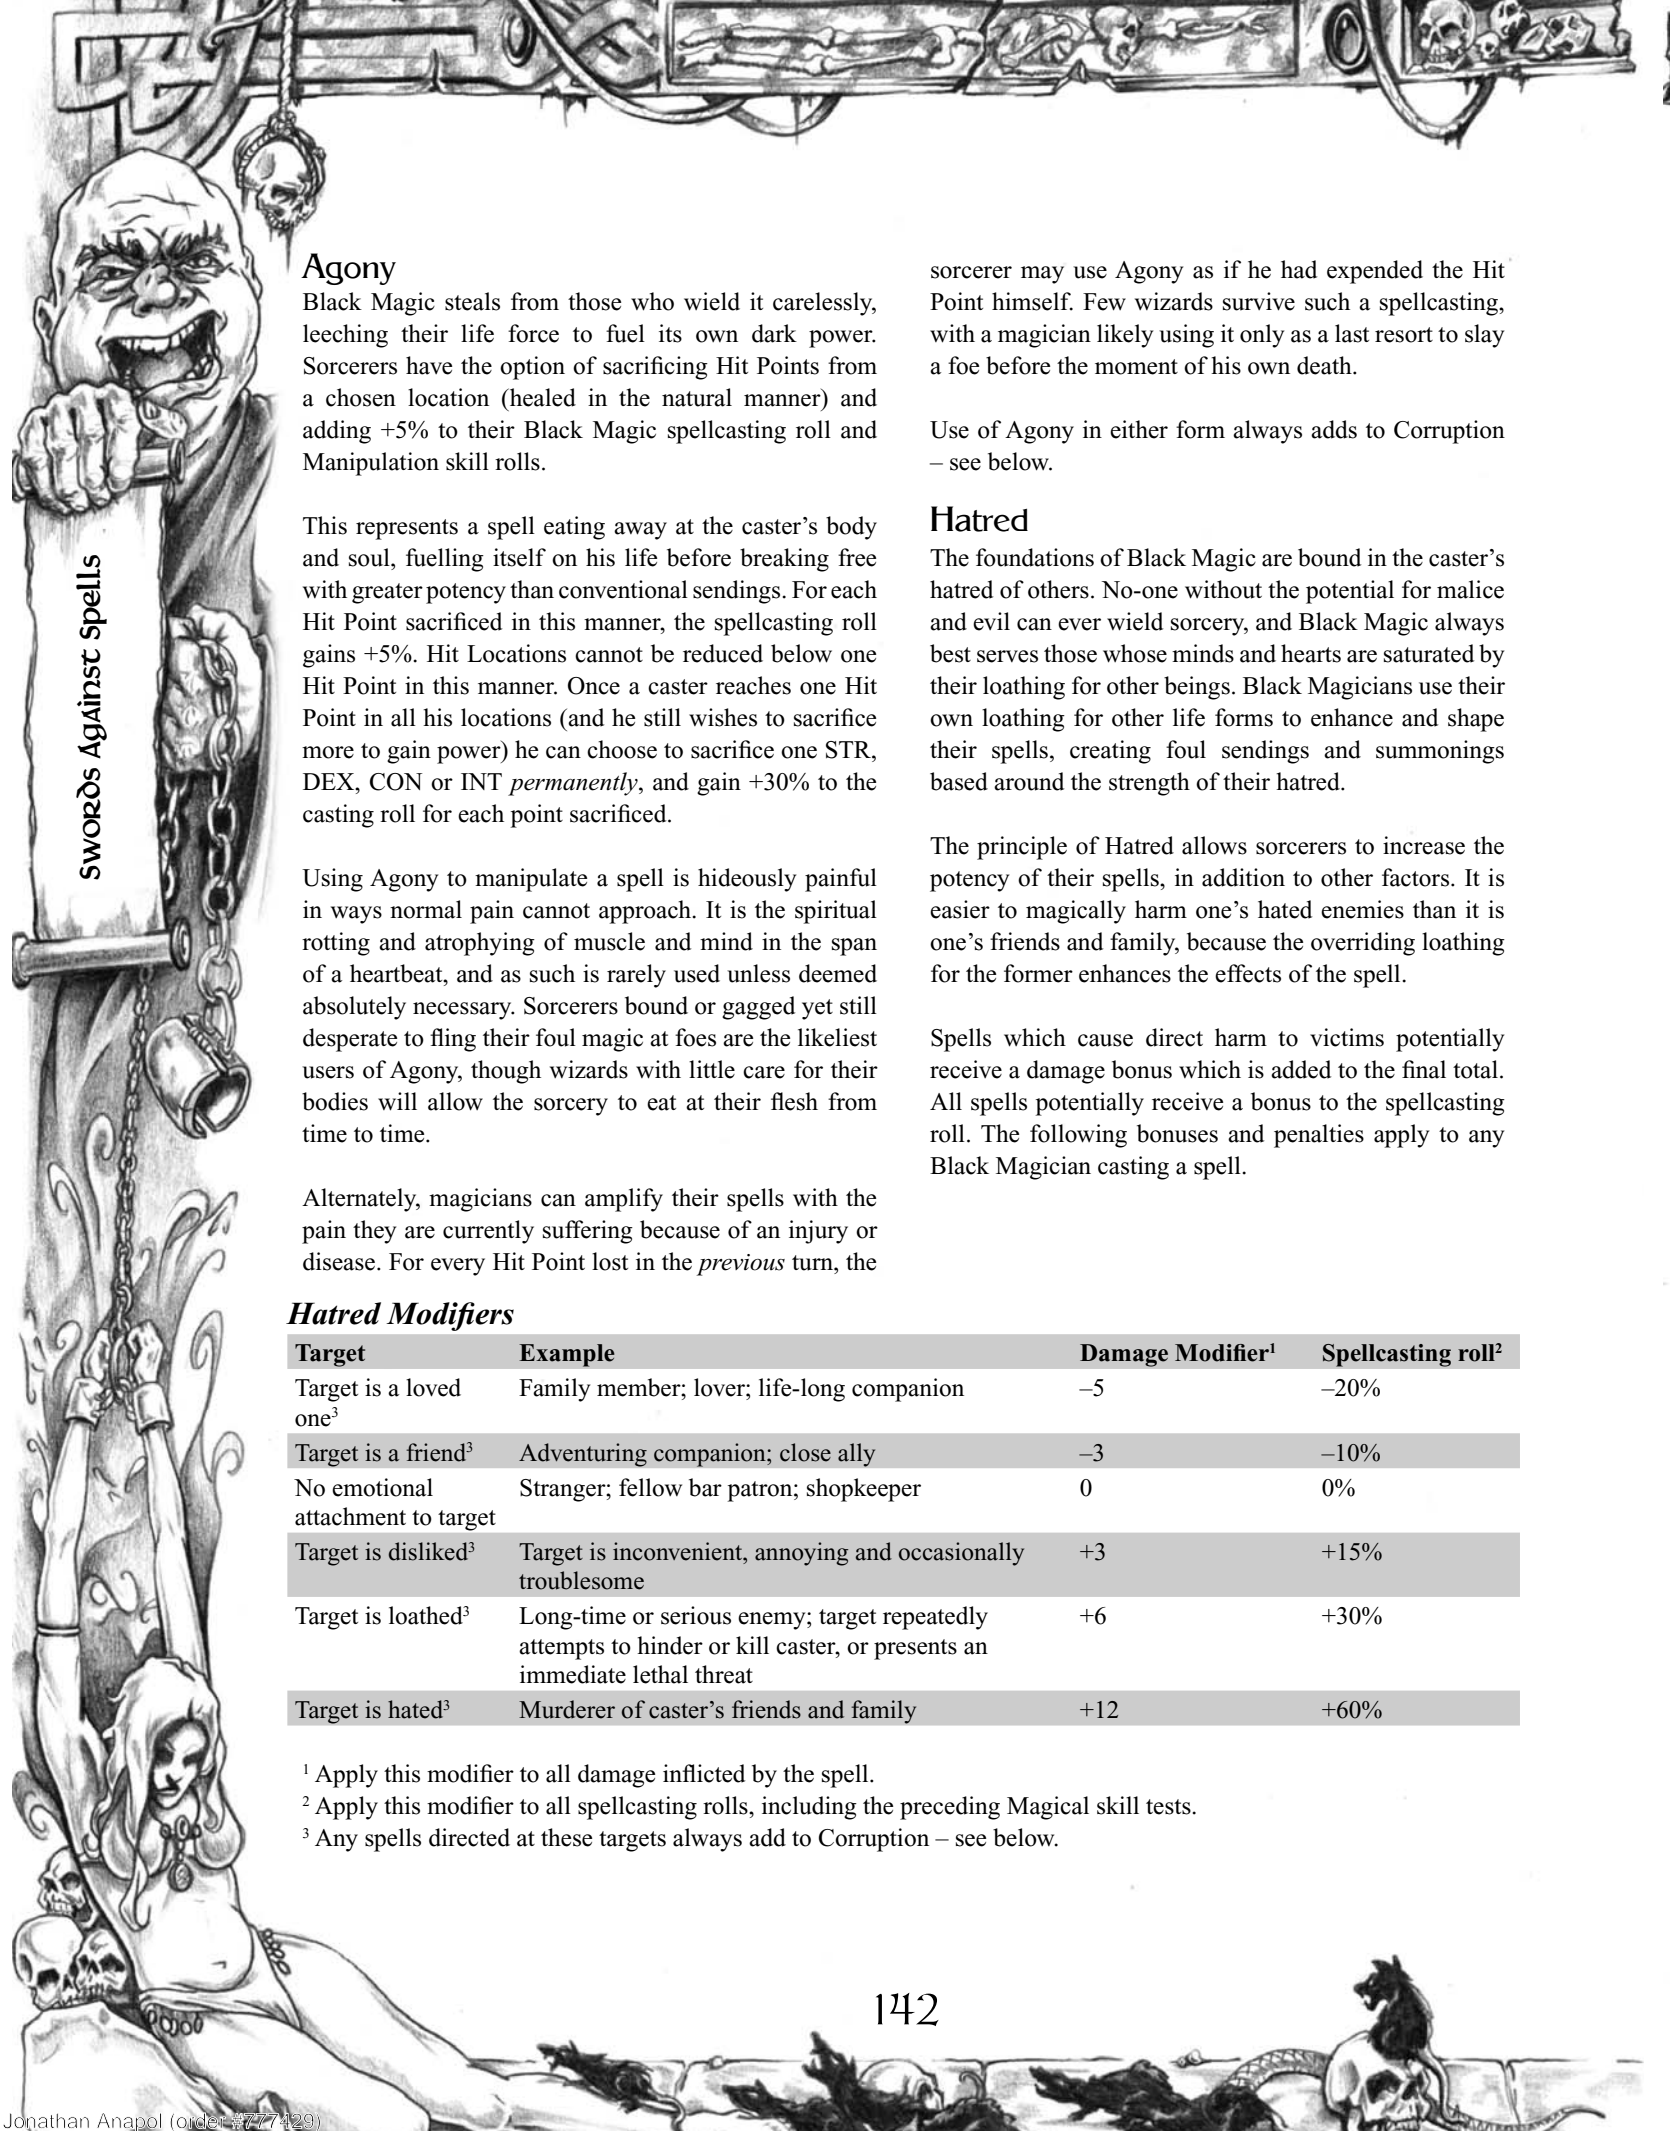 Swords Against Spells
Agony
Black Magic steals from those who wield it carelessly,
leeching their life force to fuel its own dark power.
Sorcerers have the option of sacrificing Hit Points from
a chosen location (healed in the natural manner) and
adding +5% to their Black Magic spellcasting roll and
Manipulation skill rolls.
This represents a spell eating away at the caster’s body
and soul, fuelling itself on his life before breaking free
with greater potency than conventional sendings. For each
Hit Point sacrificed in this manner, the spellcasting roll
gains +5%. Hit Locations cannot be reduced below one
Hit Point in this manner. Once a caster reaches one Hit
Point in all his locations (and he still wishes to sacrifice
more to gain power) he can choose to sacrifice one STR,
DEX, CON or INT permanently, and gain +30% to the
casting roll for each point sacrificed.
Using Agony to manipulate a spell is hideously painful
in ways normal pain cannot approach. It is the spiritual
rotting and atrophying of muscle and mind in the span
of a heartbeat, and as such is rarely used unless deemed
absolutely necessary. Sorcerers bound or gagged yet still
desperate to fling their foul magic at foes are the likeliest
users of Agony, though wizards with little care for their
bodies will allow the sorcery to eat at their flesh from
time to time.
Alternately, magicians can amplify their spells with the
pain they are currently suffering because of an injury or
disease. For every Hit Point lost in the previous turn, the
sorcerer may use Agony as if he had expended the Hit
Point himself. Few wizards survive such a spellcasting,
with a magician likely using it only as a last resort to slay
a foe before the moment of his own death.
Use of Agony in either form always adds to Corruption
– see below.
Hatred
The foundations of Black Magic are bound in the caster’s
hatred of others. No-one without the potential for malice
and evil can ever wield sorcery, and Black Magic always
best serves those whose minds and hearts are saturated by
their loathing for other beings. Black Magicians use their
own loathing for other life forms to enhance and shape
their spells, creating foul sendings and summonings
based around the strength of their hatred.
The principle of Hatred allows sorcerers to increase the
potency of their spells, in addition to other factors. It is
easier to magically harm one’s hated enemies than it is
one’s friends and family, because the overriding loathing
for the former enhances the effects of the spell.
Spells which cause direct harm to victims potentially
receive a damage bonus which is added to the final total.
All spells potentially receive a bonus to the spellcasting
roll. The following bonuses and penalties apply to any
Black Magician casting a spell.
Hatred Modifiers
Target Example Damage Modifier¹ Spellcasting roll²
Target is a loved Family member; lover; life-long companion –5 –20%
one³
Target is a friend³ Adventuring companion; close ally –3 –10%
No emotional Stranger; fellow bar patron; shopkeeper 0 0%
attachment to target
Target is disliked³ Target is inconvenient, annoying and occasionally +3 +15%
troublesome
Target is loathed³ Long-time or serious enemy; target repeatedly +6 +30%
attempts to hinder or kill caster, or presents an
immediate lethal threat
Target is hated³ Murderer of caster’s friends and family +12 +60%
¹ Apply this modifier to all damage inflicted by the spell.
² Apply this modifier to all spellcasting rolls, including the preceding Magical skill tests.
³ Any spells directed at these targets always add to Corruption – see below.
142
Jonathan Anapol (order #777429)